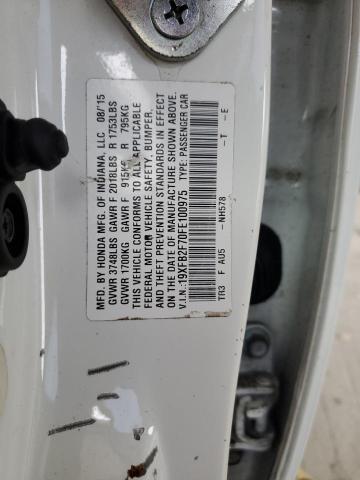 MFD. BY HONDA MFG. OF INDIANA, LLC 08/15
GVWR 3748LBS GAWR F 2018LBS R 1753LBS
GVWR 1700KG GAWR F 915KG R 795KG
THIS VEHICLE CONFORMS TO ALL APPLICABLE
FEDERAL MOTOR VEHICLE SAFETY, BUMPER,
AND THEFT PREVENTION STANDARDS IN EFFECT
ON THE DATE OF MANUFACTURE SHOWN ABOVE.
V.I.N.:19XFB2F70FE100975 TYPE: PASSENGER CAR
TR3 F AU5 -NH578 -T -E